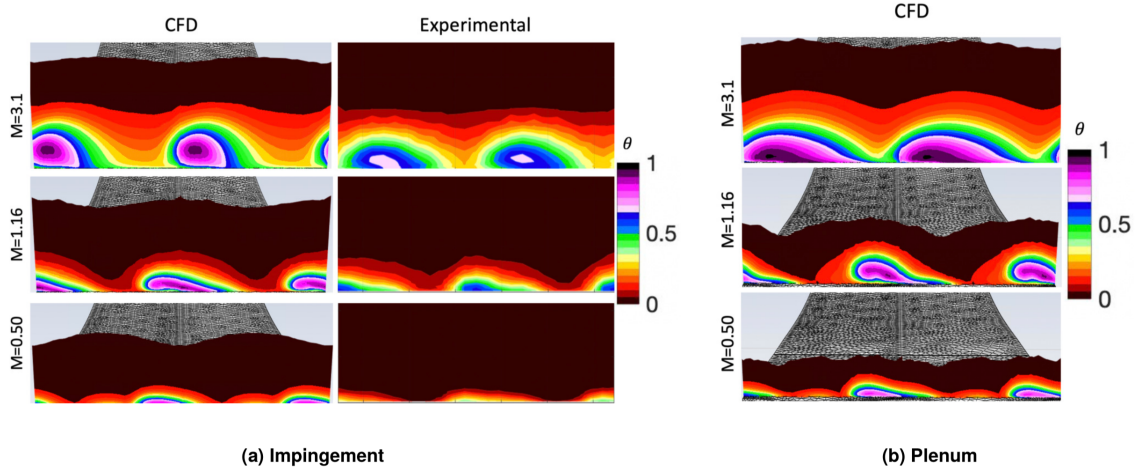 CFD
Experimental
M=3.1
θ
1
0.5
0
M=1.16
M=0.50
(a) Impingement
CFD
M=3.1
θ
1
0.5
0
M=1.16
M=0.50
(b) Plenum